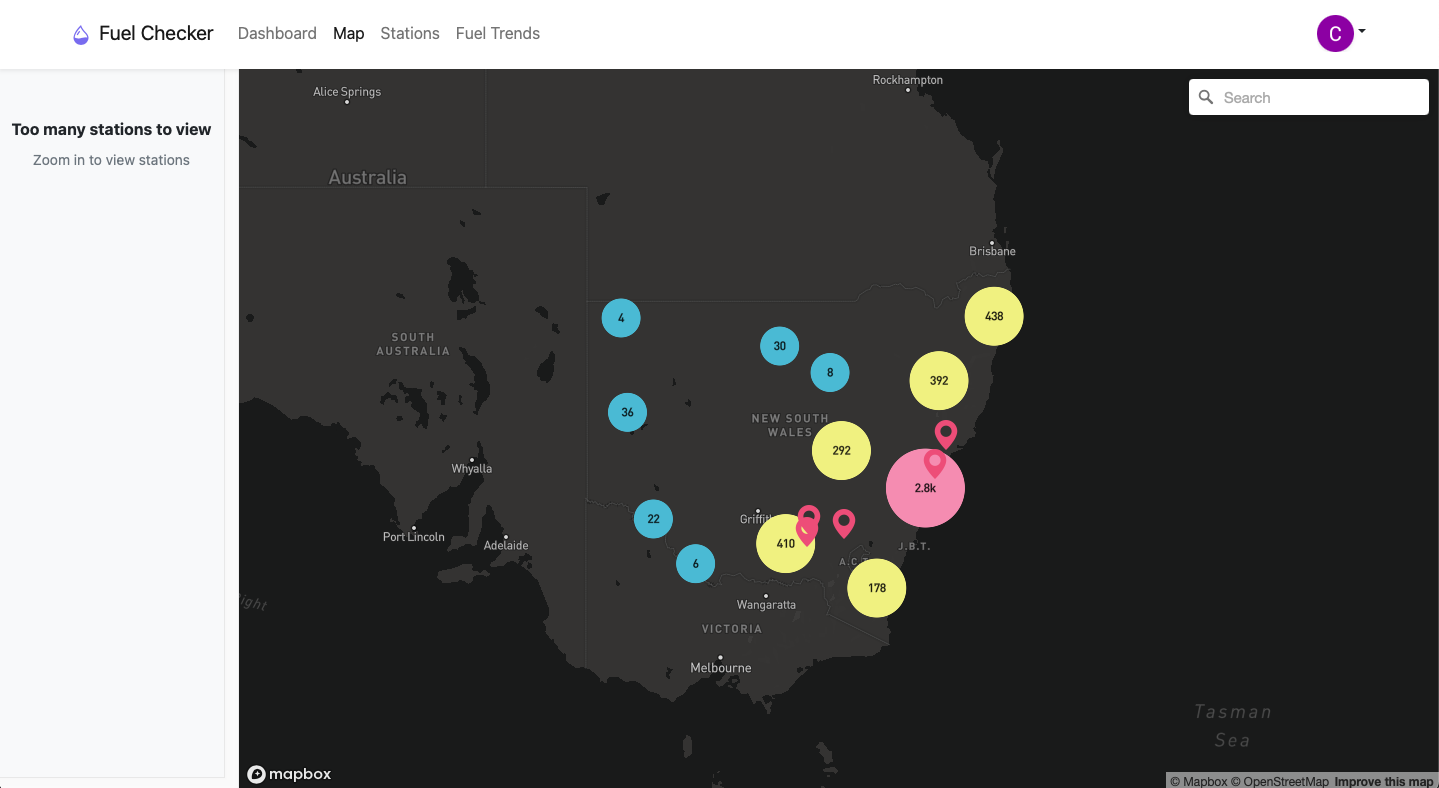 Fuel Checker
Dashboard
Map
Stations
Fuel Trends
C
Too many stations to view
Zoom in to view stations
Search
Rockhampton
Alice Springs
Australia
Brisbane
438
4
SOUTH
AUSTRALIA
30
8
392
36
NEW SOUTH
WALES
292
Whyalla
2.8k
22
Griffith
Port Lincoln
Adelaide
410
J.B.T.
A.C.T.
6
178
Wangaratta
VICTORIA
Melbourne
Tasman
Sea
mapbox
© Mapbox © OpenStreetMap Improve this map